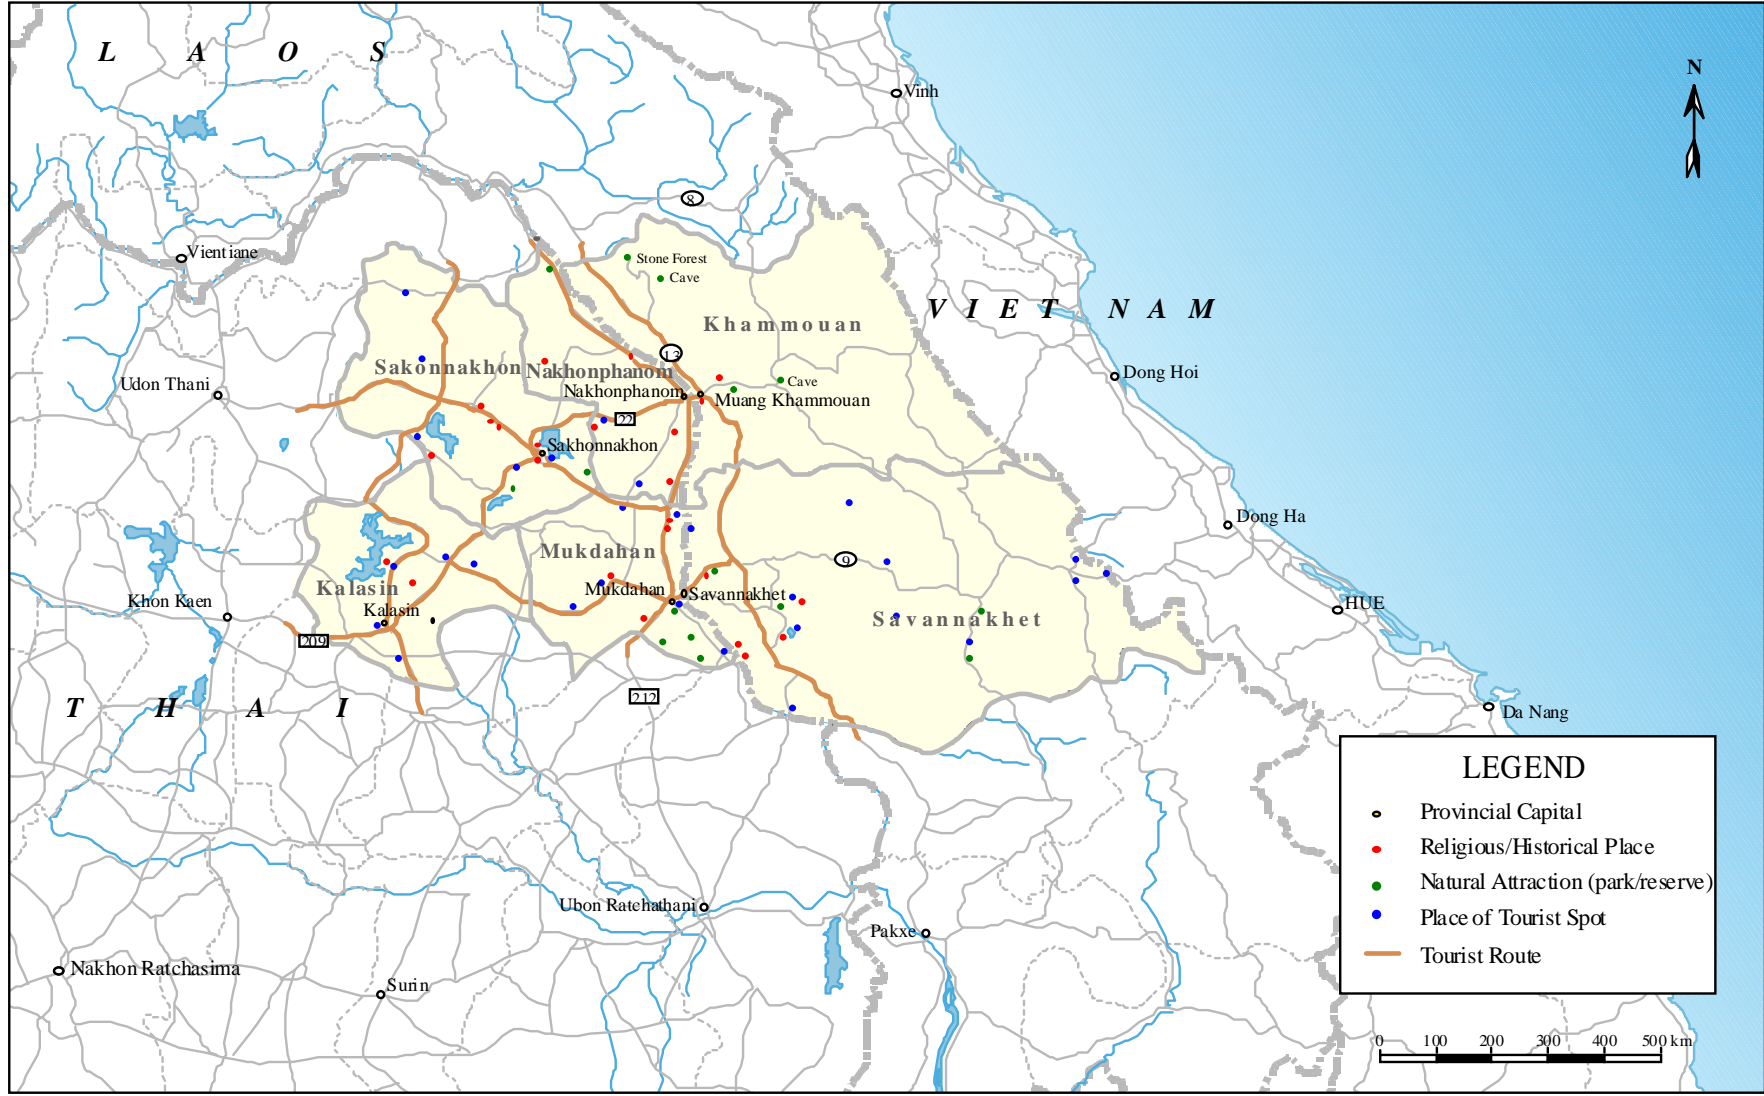 L A O S
N
Vinh
8
Vientiane
Stone Forest
Cave
V I E T N A M
Khammouan
13
Sakonnakhon
Nakhonphanom
Dong Hoi
Udon Thani
Cave
Nakhonphanom
Muang Khammouan
22
Sakhonnakhon
Dong Ha
Mukdahan
9
Kalasin
Mukdahan
Savannakhet
Khon Kaen
HUE
Kalasin
Savannakhet
209
212
T H A I
Da Nang
LEGEND
Provincial Capital
Religious/Historical Place
Natural Attraction (park/reserve)
Place of Tourist Spot
Tourist Route
Ubon Ratchathani
Pakxe
Nakhon Ratchasima
Surin
0 100 200 300 400 500 km